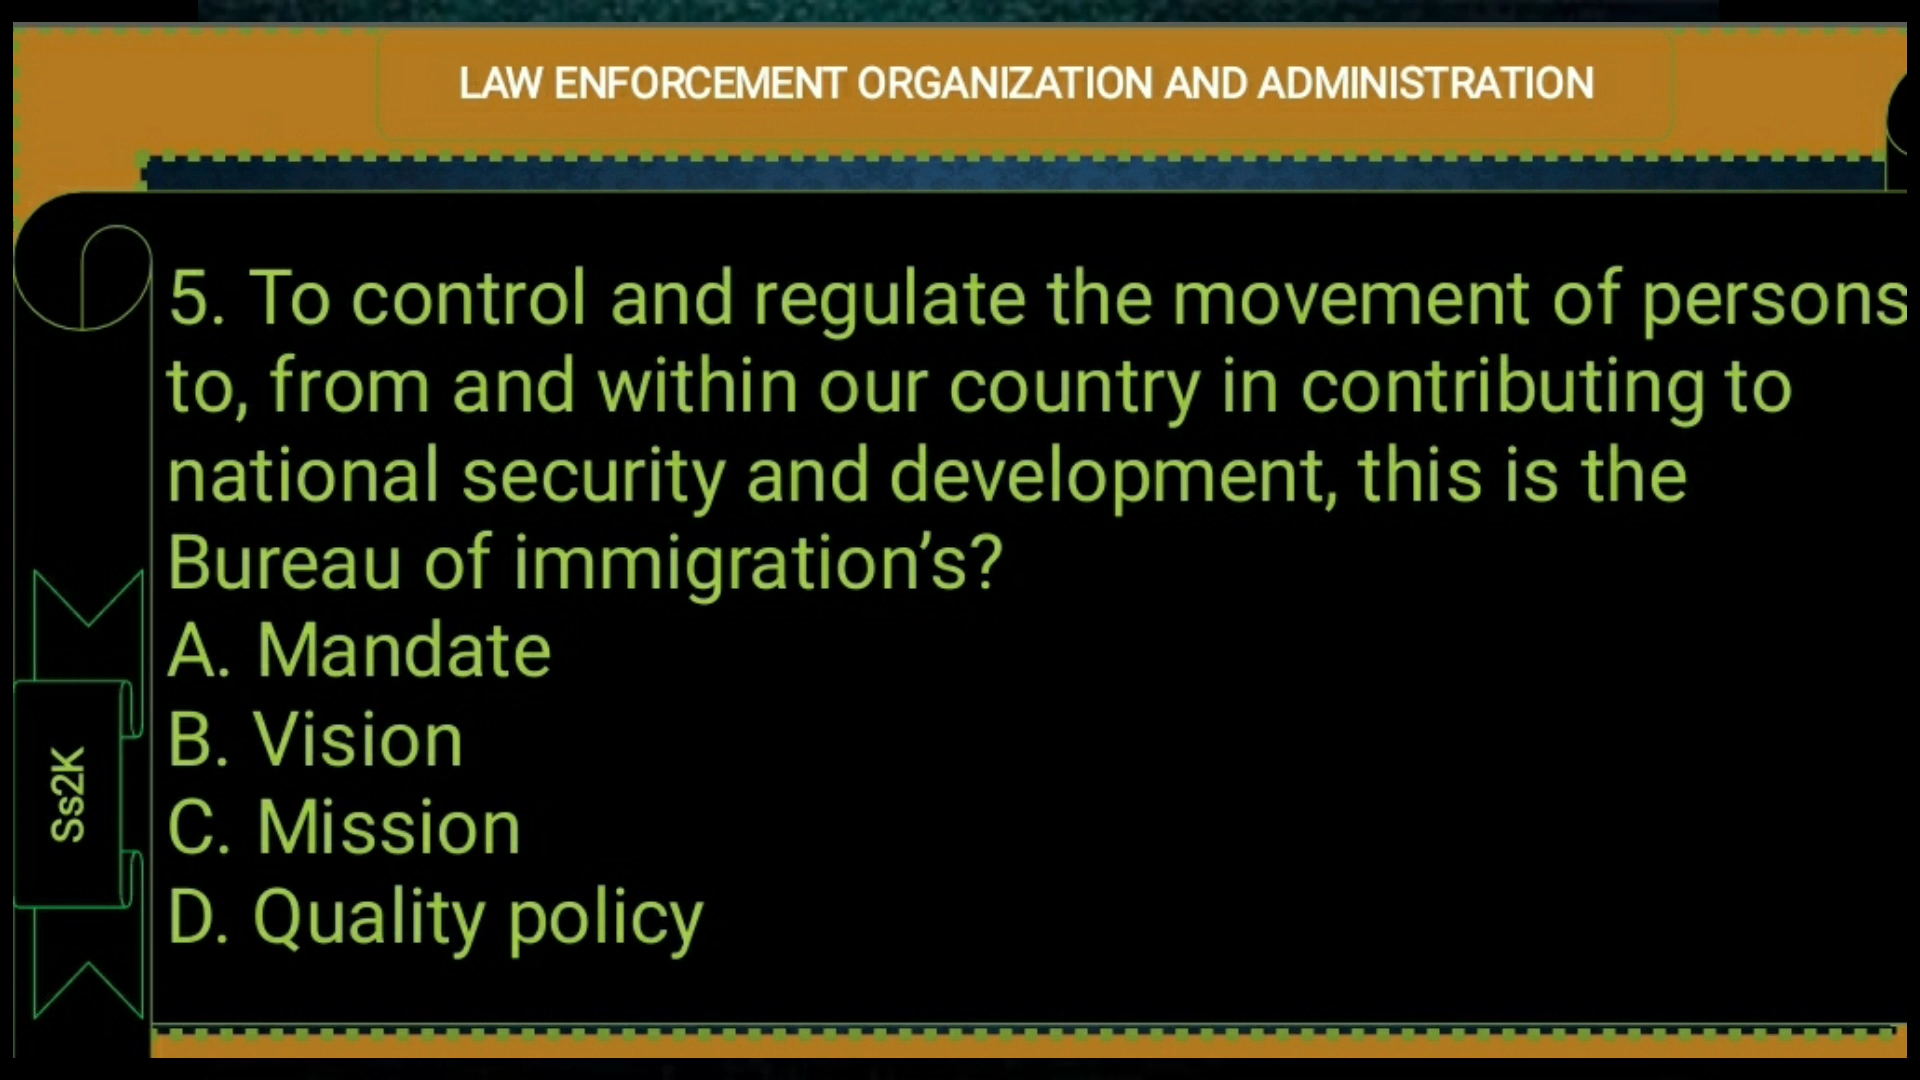 LAW ENFORCEMENT ORGANIZATION AND ADMINISTRATION
5. To control and regulate the movement of persons
to, from and within our country in contributing to
national security and development, this is the
Bureau of immigration’s?
A. Mandate
B. Vision
C. Mission
D. Quality policy
Ss2K